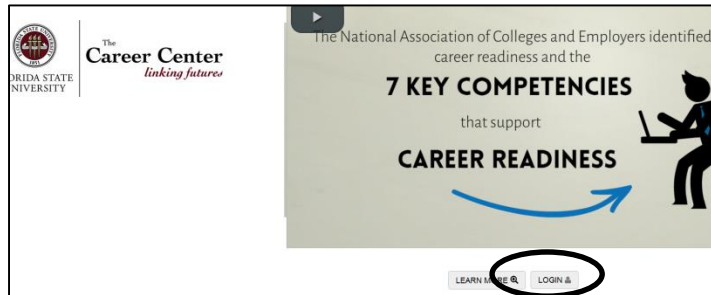 The
Career Center
linking futures
ORIDA STATE
NIVERSITY
The National Association of Colleges and Employers identified
career readiness and the
7 KEY COMPETENCIES
that support
CAREER READINESS
LEARN MORE
LOGIN